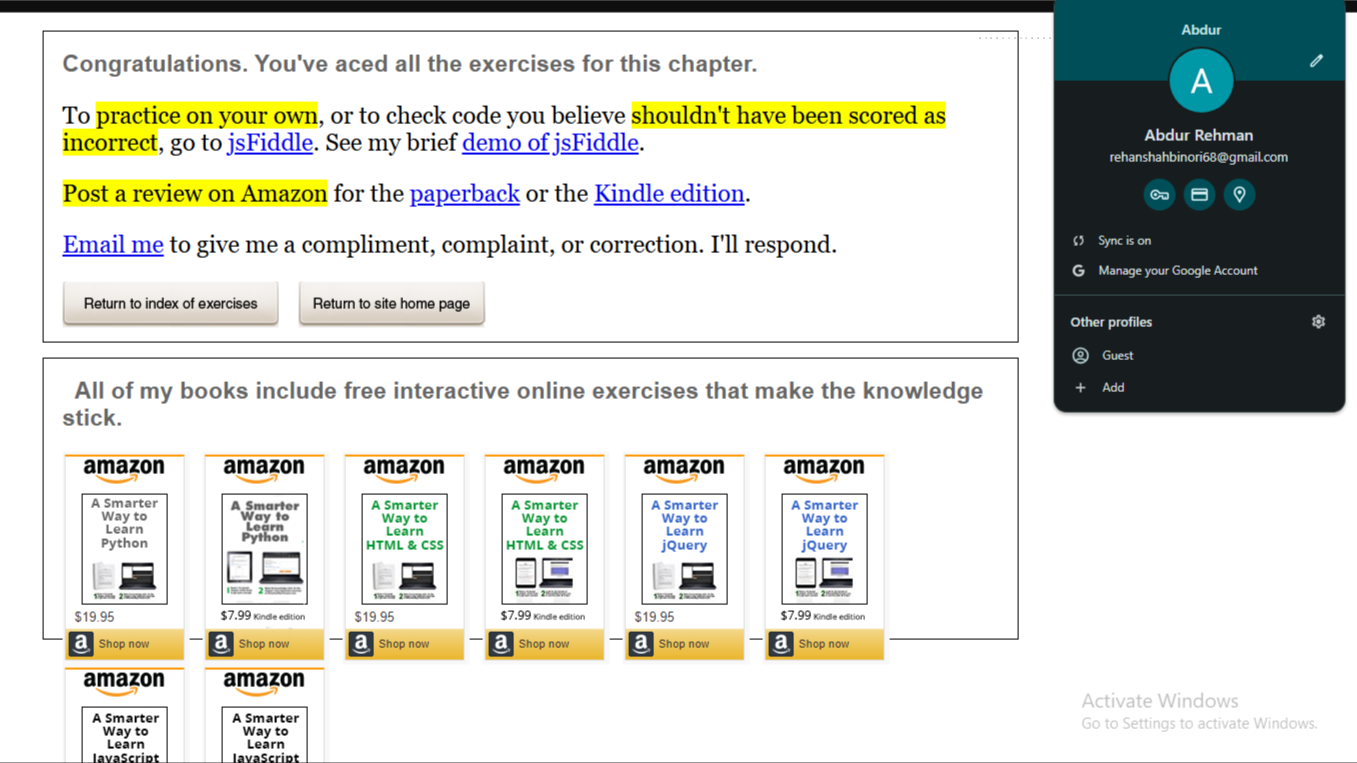 Congratulations. You've aced all the exercises for this chapter.
To practice on your own, or to check code you believe shouldn't have been scored as
incorrect, go to jsFiddle. See my brief demo of jsFiddle.
Post a review on Amazon for the paperback or the Kindle edition.
Email me to give me a compliment, complaint, or correction. I'll respond.
Return to index of exercises
Return to site home page
All of my books include free interactive online exercises that make the knowledge
stick.
amazon
A Smarter
Way to
Learn
Python
$19.95
Shop now
amazon
A Smarter
Way to
Learn
Python
$7.99 Kindle edition
Shop now
amazon
A Smarter
Way to
Learn
HTML & CSS
$19.95
Shop now
amazon
A Smarter
Way to
Learn
HTML & CSS
$7.99 Kindle edition
Shop now
amazon
A Smarter
Way to
Learn
jQuery
$19.95
Shop now
amazon
A Smarter
Way to
Learn
jQuery
$7.99 Kindle edition
Shop now
amazon
A Smarter
Way to
Learn
JavaScript
amazon
A Smarter
Way to
Learn
JavaScript
Abdur
A
Abdur Rehman
rehanshahbinori68@gmail.com
Sync is on
Manage your Google Account
Other profiles
Guest
Add
Activate Windows
Go to Settings to activate Windows.